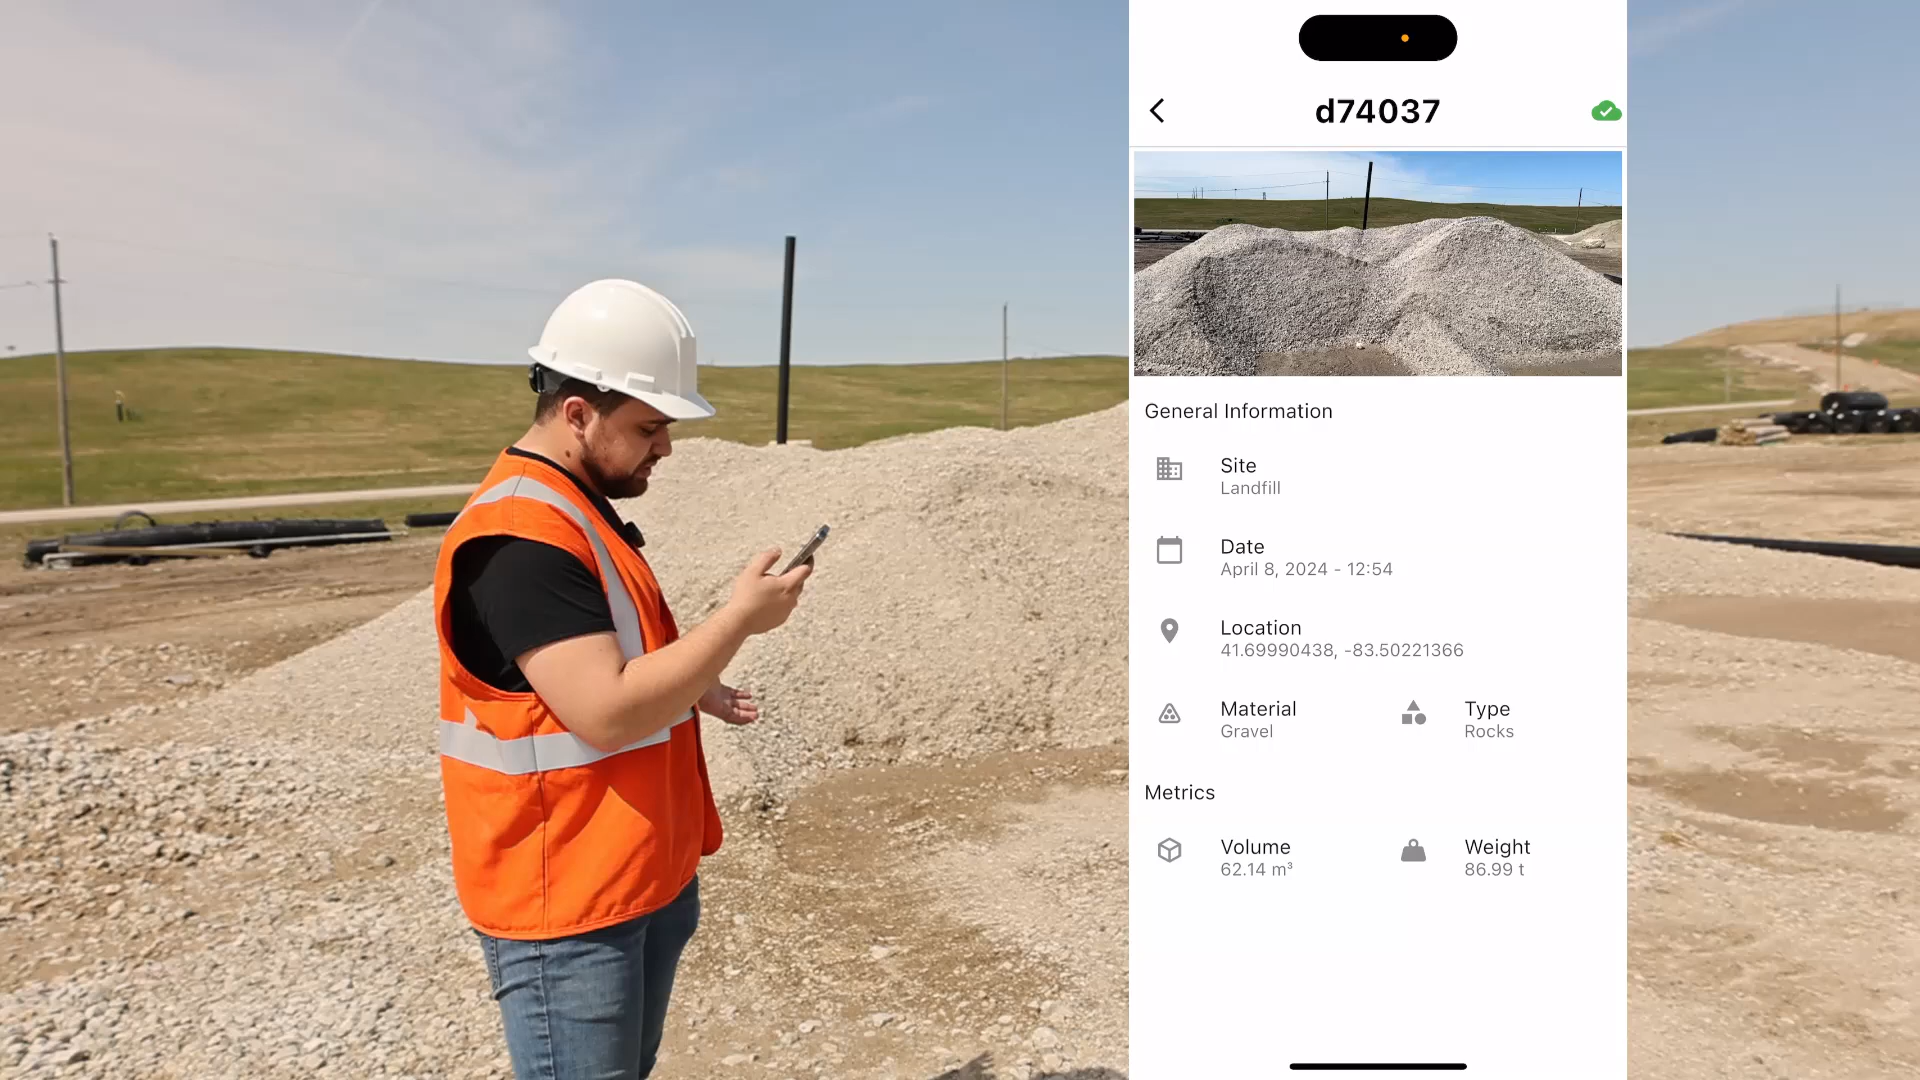 d74037
General Information
Site
Landfill
Date
April 8, 2024 - 12:54
Location
41.69990438, -83.50221366
Material
Gravel
Type
Rocks
Metrics
Volume
62.14 m³
Weight
86.99 t